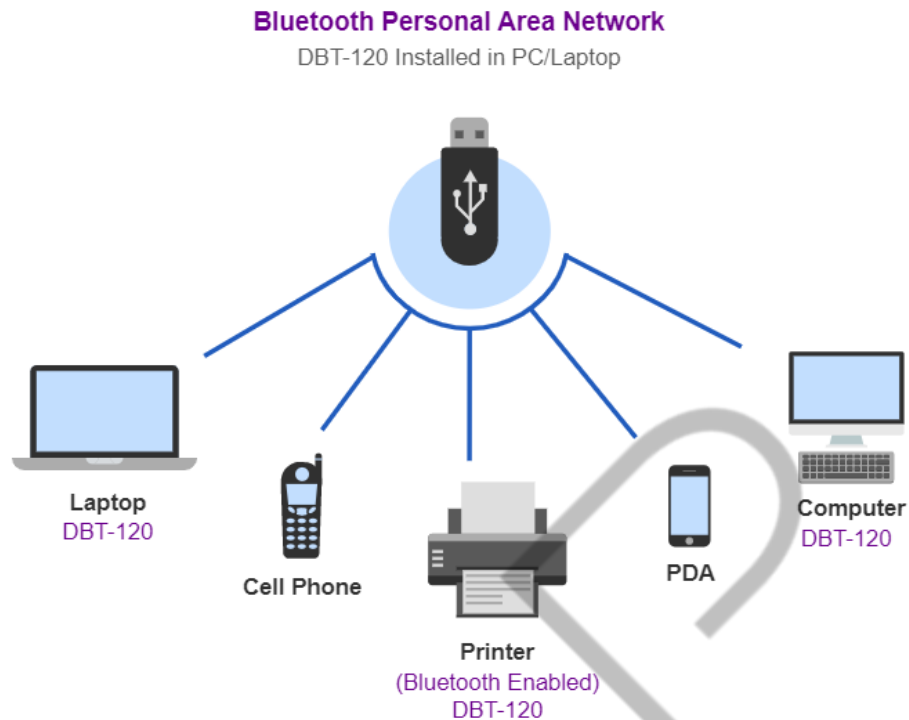 Bluetooth Personal Area Network
DBT-120 Installed in PC/Laptop
Laptop
DBT-120
Cell Phone
Printer
(Bluetooth Enabled)
DBT-120
PDA
Computer
DBT-120